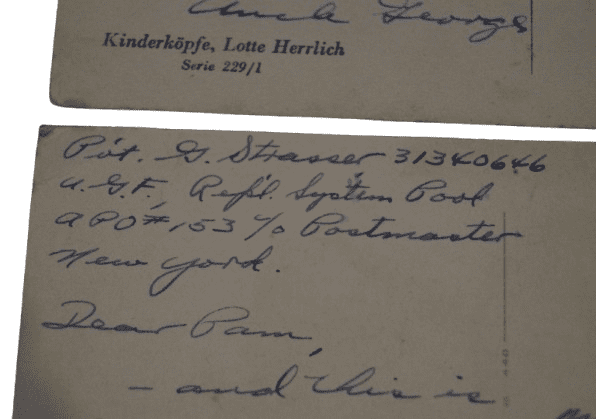 Uncle George
Kinderköpfe, Lotte Herrlich
Serie 229/1
Pvt. G. Strasser 31340646
A.G.F., Repl. System Pool
APO # 153 c/o Postmaster
New York.
Dear Pam,
- and this is